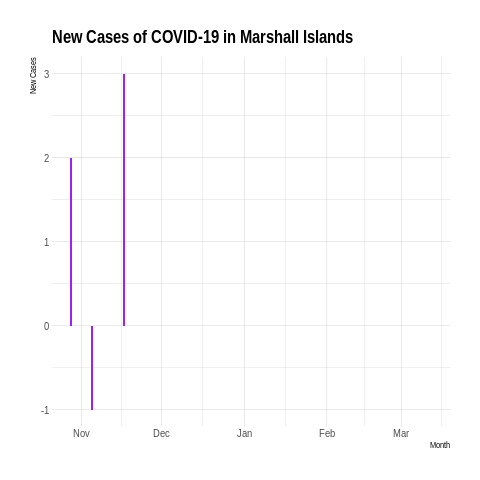 New Cases of COVID-19 in Marshall Islands
New Cases
3
2
1
0
-1
Nov Dec Jan Feb Mar
Month